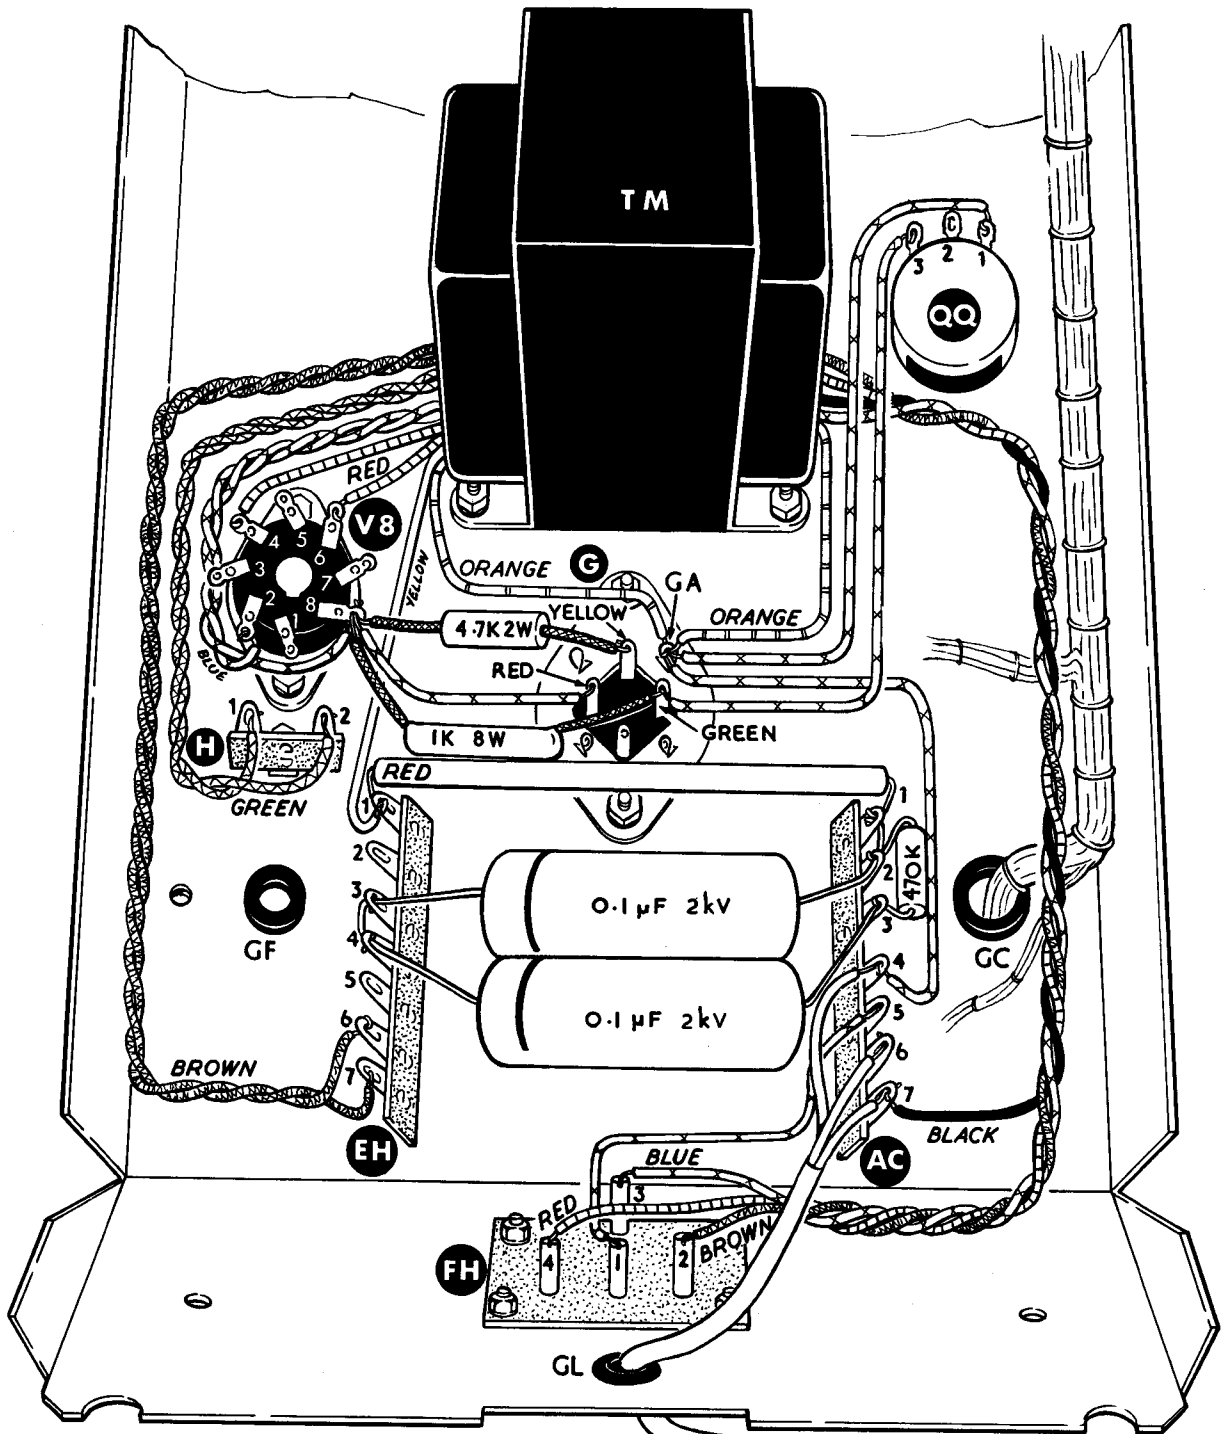 TM
3
2
1
QQ
RED
V8
5
4
6
3
7
2
8
1
YELLOW
ORANGE
G
GA
YELLOW
ORANGE
4.7K 2W
BLUE
RED
1
2
H
1K 8W
GREEN
RED
GREEN
1
1
2
2
470K
3
0.1 µF 2kV
3
GF
4
GC
4
5
5
0.1 µF 2kV
6
6
BROWN
7
7
BLACK
EH
BLUE
AC
3
RED
BROWN
FH
4
1
2
GL